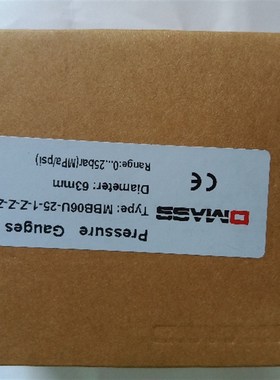 Pressure Gauges
DMASS Type: MBB06U-25-1-Z-Z-Z
Diameter: 63mm
CE
Range:0...25bar(MPa/psi)